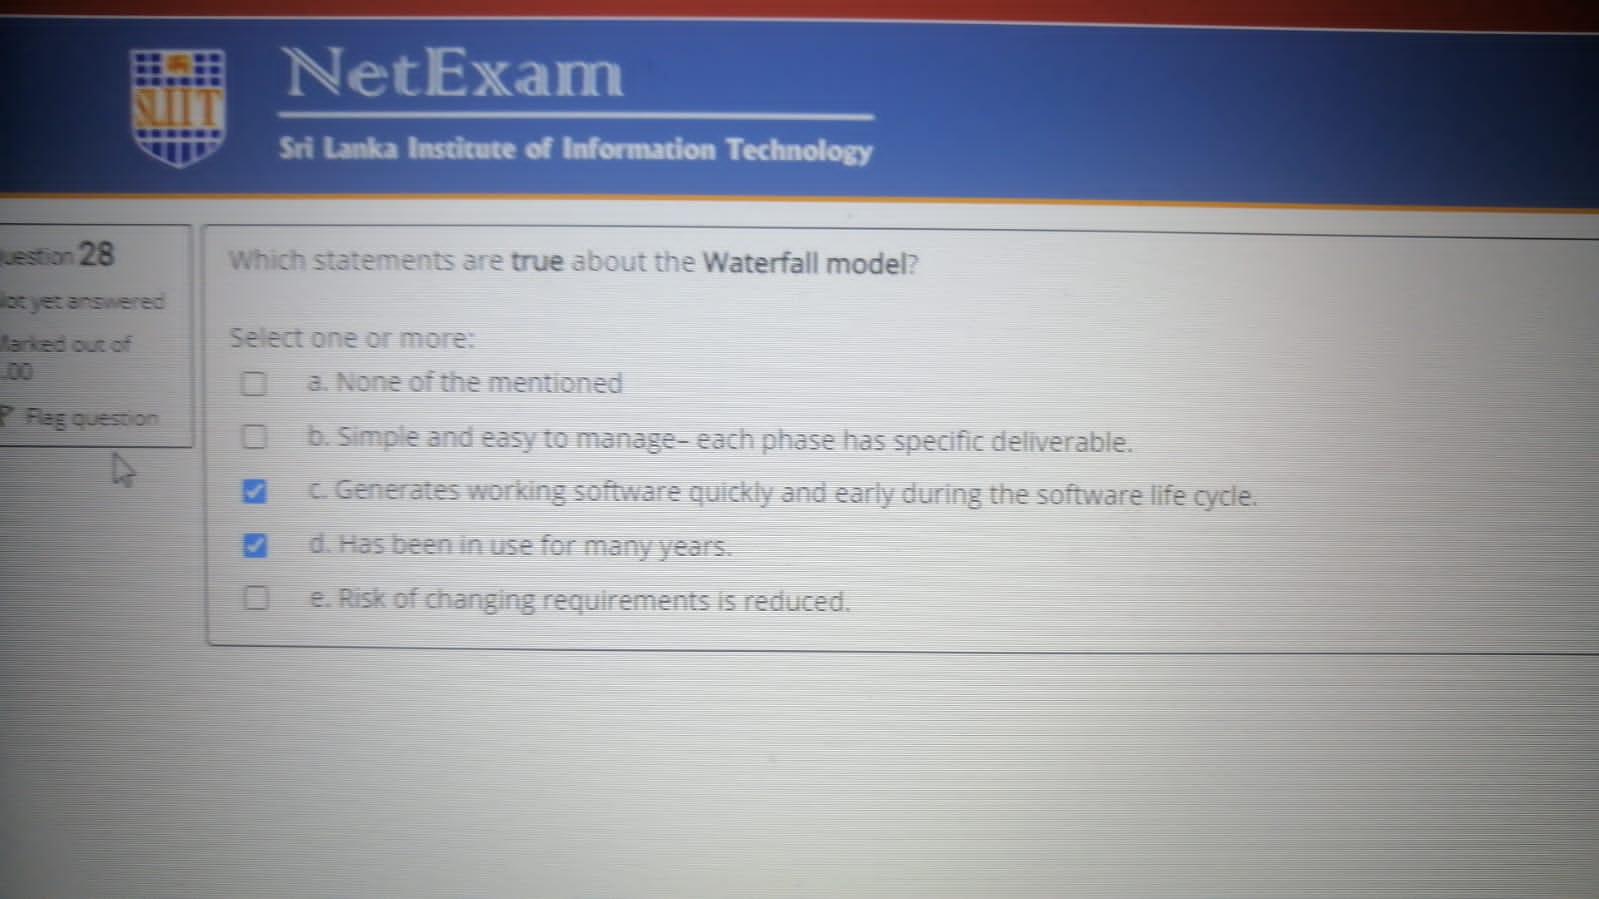 SLIIT
NetExam
Sri Lanka Institute of Information Technology
uestion 28
ot yet answered
Marked out of
.00
Flag question
Which statements are true about the Waterfall model?
Select one or more:
a. None of the mentioned
b. Simple and easy to manage– each phase has specific deliverable.
c. Generates working software quickly and early during the software life cycle.
d. Has been in use for many years.
e. Risk of changing requirements is reduced.